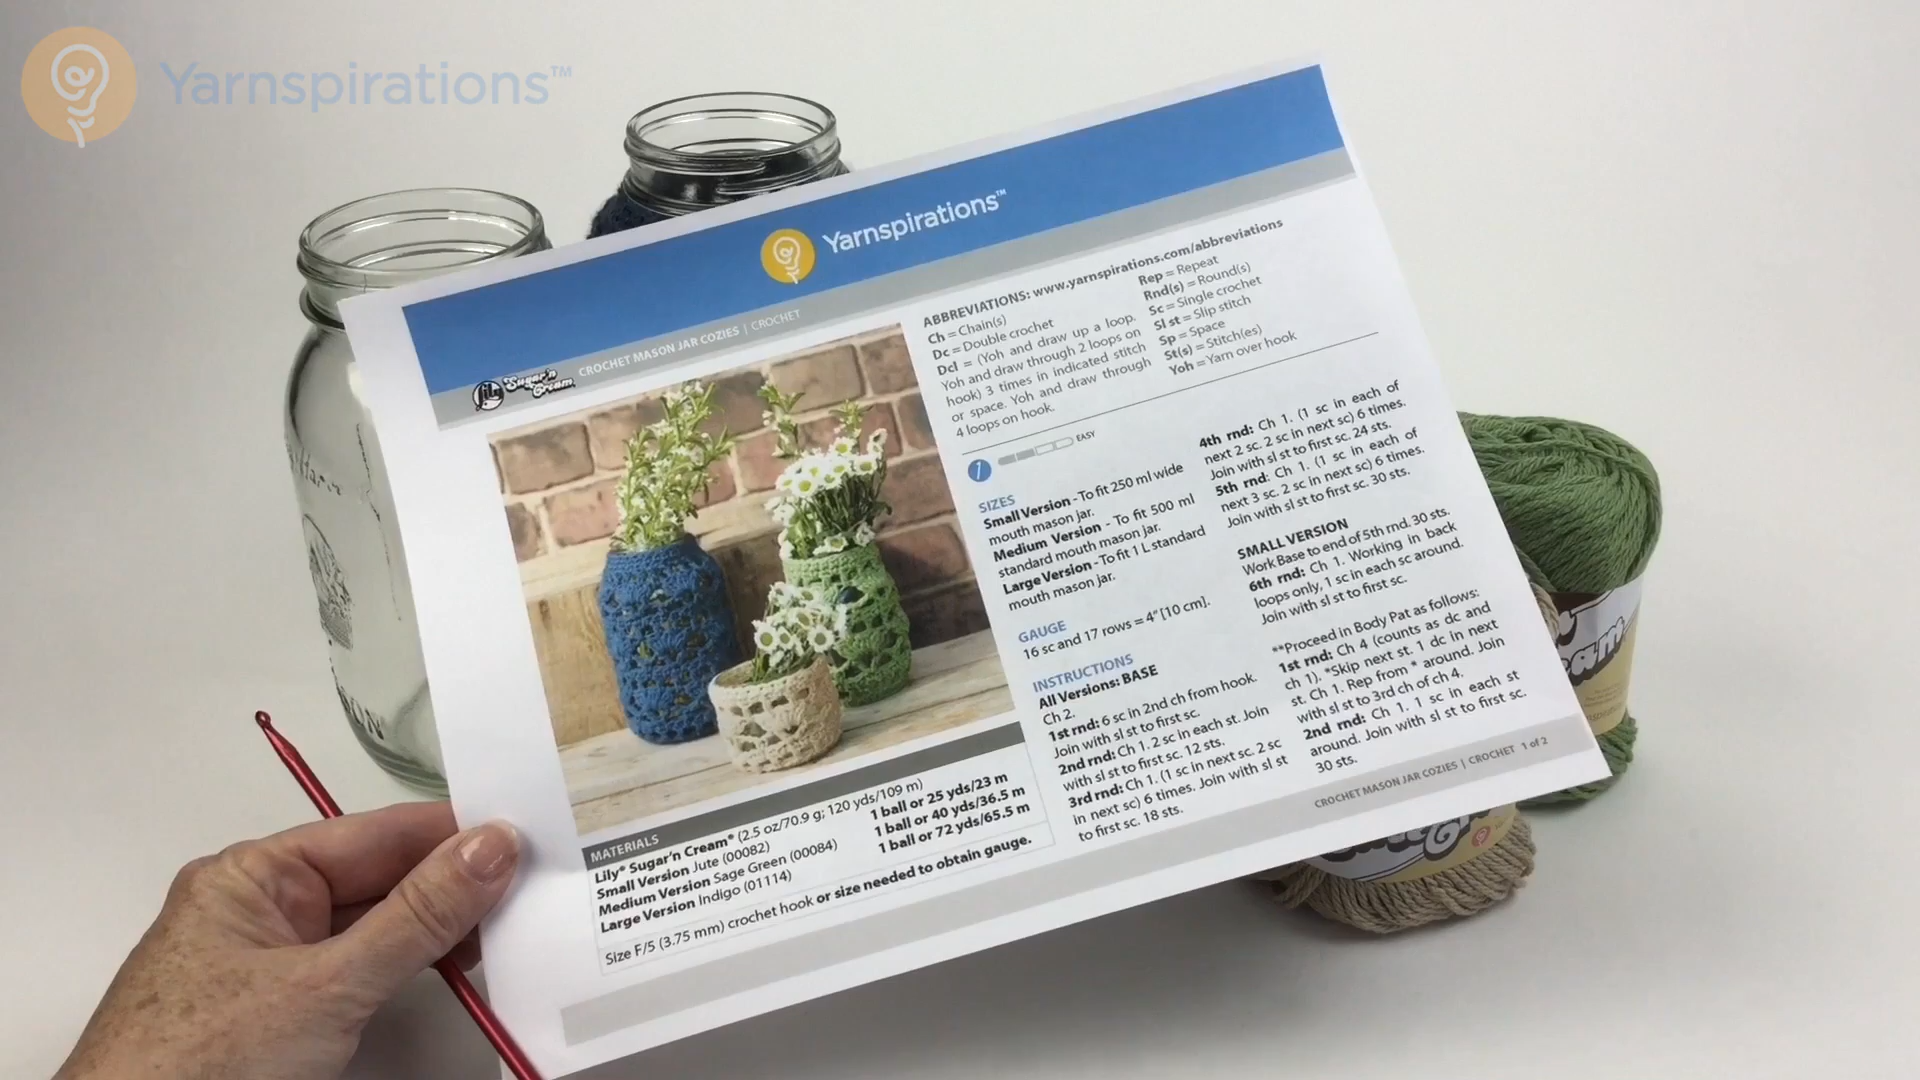 Yarnspirations™
Yarnspirations™
Lily Sugar'n Cream
CROCHET MASON JAR COZIES | CROCHET
MATERIALS
Lily® Sugar'n Cream® (2.5 oz/70.9 g; 120 yds/109 m)
Small Version Jute (00082) 1 ball or 25 yds/23 m
Medium Version Sage Green (00084) 1 ball or 40 yds/36.5 m
Large Version Indigo (01114) 1 ball or 72 yds/65.5 m
Size F/5 (3.75 mm) crochet hook or size needed to obtain gauge.
ABBREVIATIONS: www.yarnspirations.com/abbreviations
Ch = Chain(s)
Dc = Double crochet
Dcl = (Yoh and draw up a loop.
Yoh and draw through 2 loops on
hook) 3 times in indicated stitch
or space. Yoh and draw through
4 loops on hook.
Rep = Repeat
Rnd(s) = Round(s)
Sc = Single crochet
Sl st = Slip stitch
Sp = Space
St(s) = Stitch(es)
Yoh = Yarn over hook
EASY
SIZES
Small Version - To fit 250 ml wide
mouth mason jar.
Medium Version - To fit 500 ml
standard mouth mason jar.
Large Version - To fit 1 L standard
mouth mason jar.
GAUGE
16 sc and 17 rows = 4" [10 cm].
INSTRUCTIONS
All Versions: BASE
Ch 2.
1st rnd: 6 sc in 2nd ch from hook.
Join with sl st to first sc.
2nd rnd: Ch 1. 2 sc in each st. Join
with sl st to first sc. 12 sts.
3rd rnd: Ch 1. (1 sc in next sc. 2 sc
in next sc) 6 times. Join with sl st
to first sc. 18 sts.
4th rnd: Ch 1. (1 sc in each of
next 2 sc. 2 sc in next sc) 6 times.
Join with sl st to first sc. 24 sts.
5th rnd: Ch 1. (1 sc in each of
next 3 sc. 2 sc in next sc) 6 times.
Join with sl st to first sc. 30 sts.
SMALL VERSION
Work Base to end of 5th rnd. 30 sts.
6th rnd: Ch 1. Working in back
loops only, 1 sc in each sc around.
Join with sl st to first sc.
**Proceed in Body Pat as follows:
1st rnd: Ch 4 (counts as dc and
ch 1). *Skip next st. 1 dc in next
st. Ch 1. Rep from * around. Join
with sl st to 3rd ch of ch 4.
2nd rnd: Ch 1. 1 sc in each st
around. Join with sl st to first sc.
30 sts.
CROCHET MASON JAR COZIES | CROCHET 1 of 2